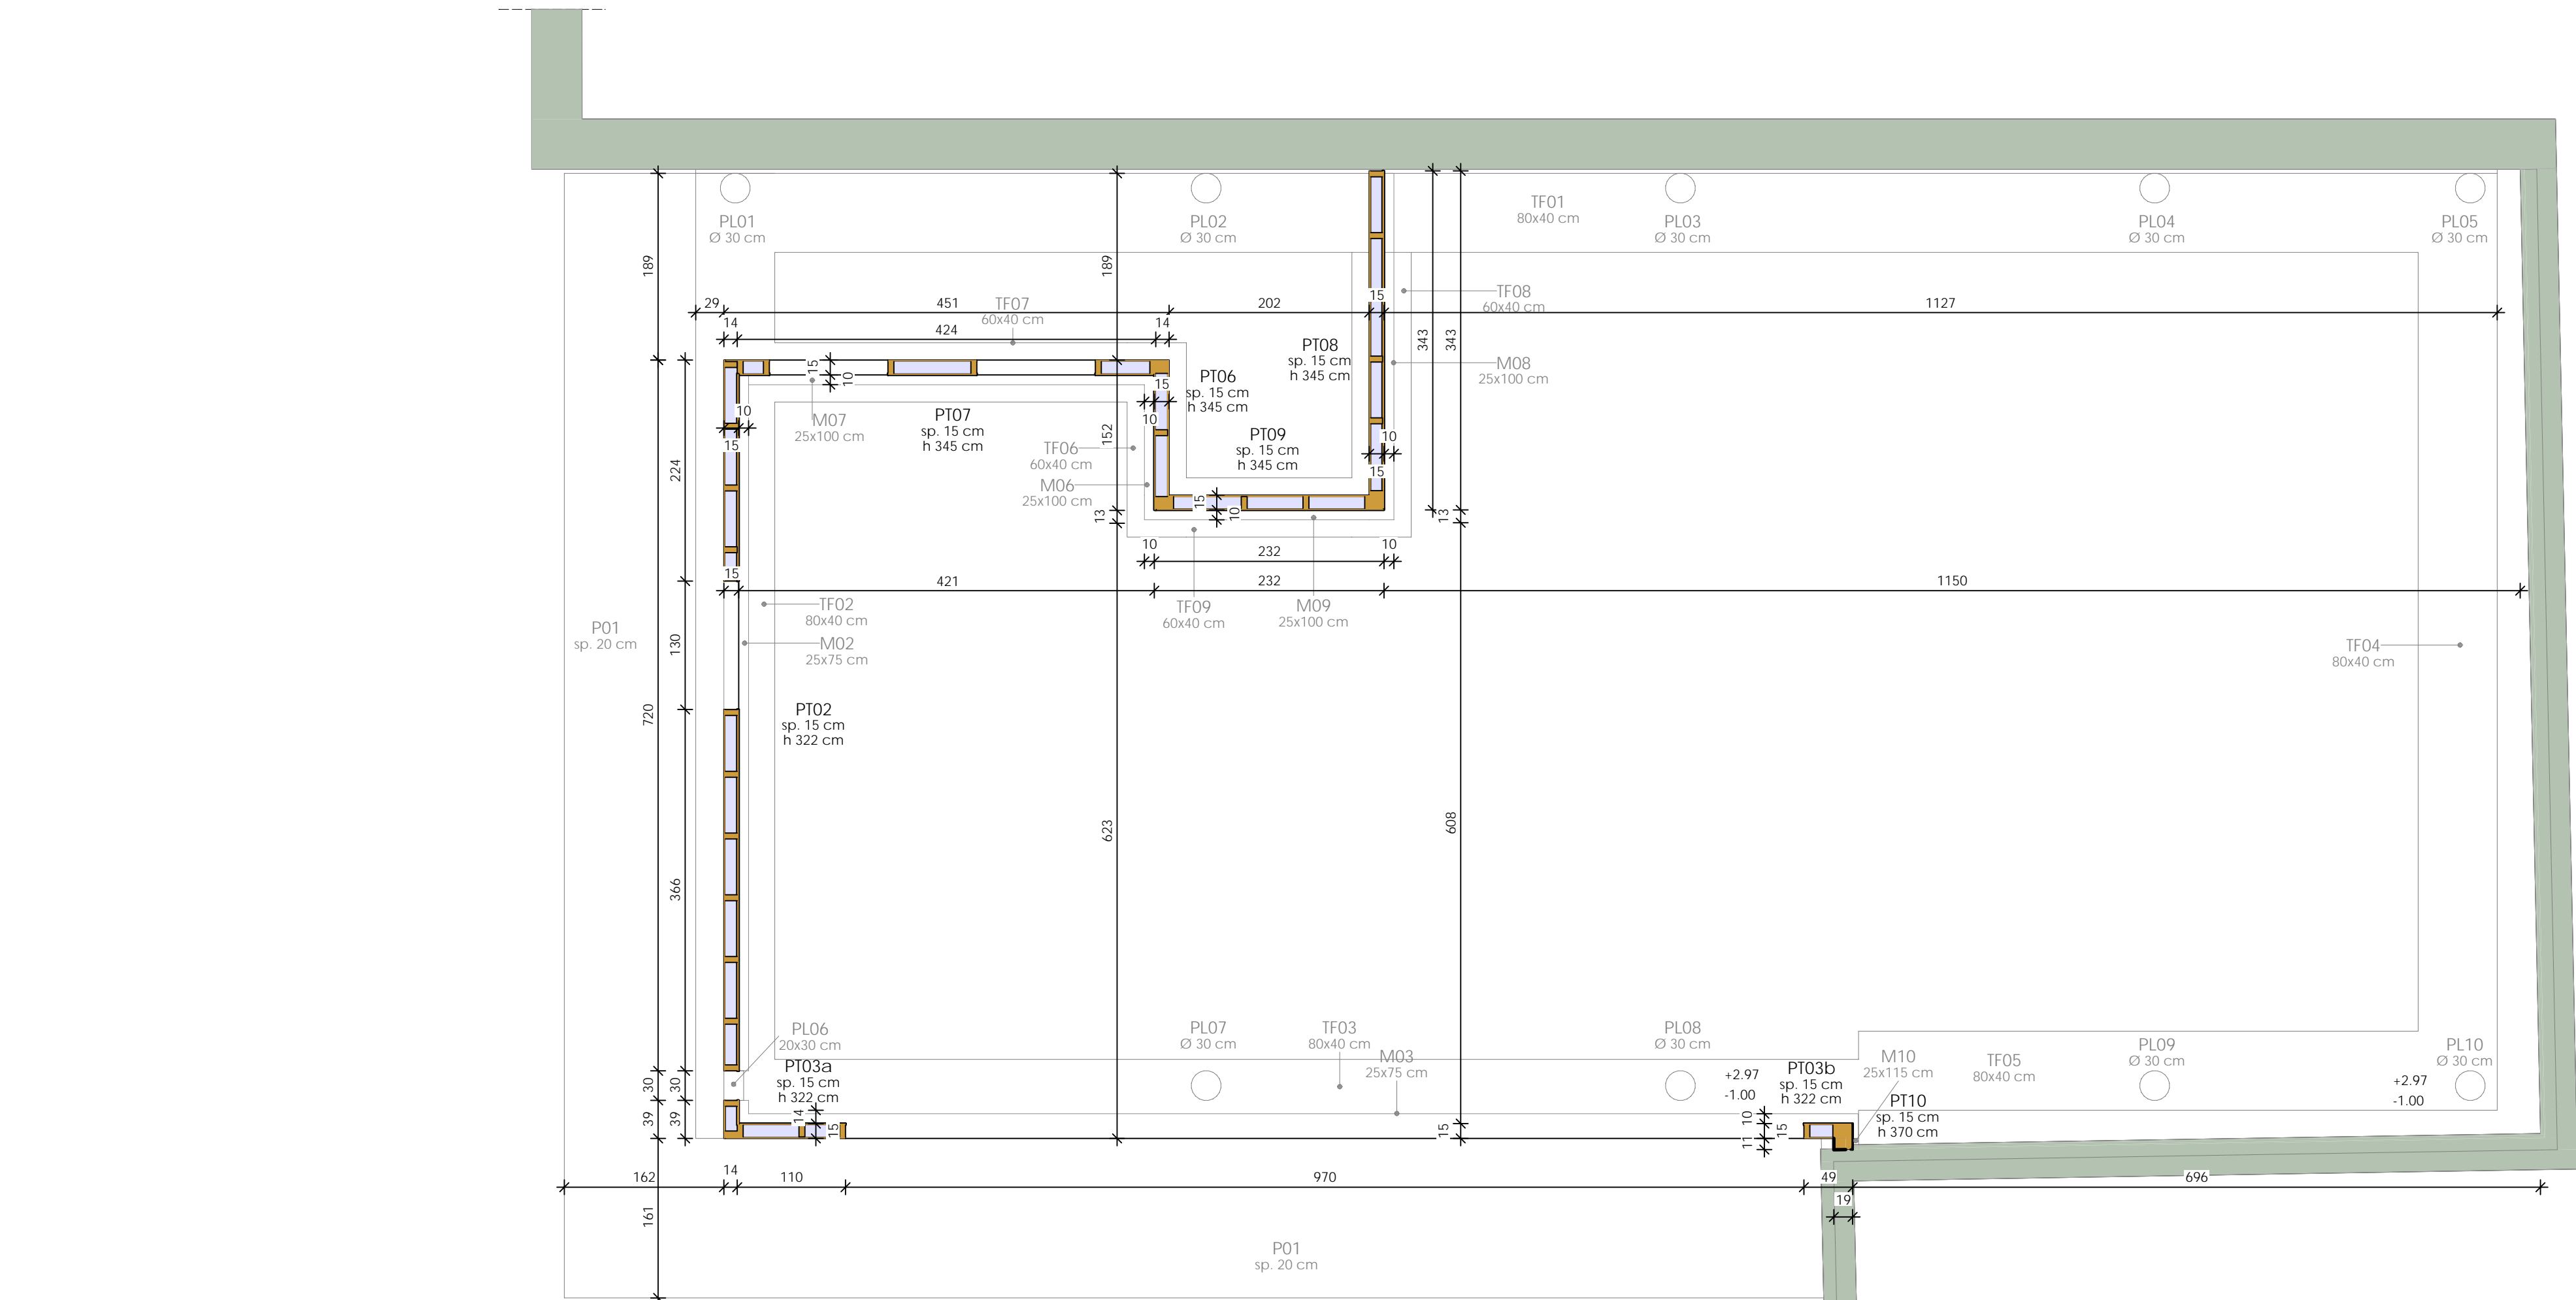 TF01
80x40 cm
PL01
Ø 30 cm
PL02
Ø 30 cm
PL03
Ø 30 cm
PL04
Ø 30 cm
PL05
Ø 30 cm
189
189
29
451
TF07
60x40 cm
202
15
TF08
60x40 cm
1127
14
424
14
343
343
PT08
sp. 15 cm
h 345 cm
M08
25x100 cm
15
10
15
PT06
sp. 15 cm
h 345 cm
10
M07
25x100 cm
PT07
sp. 15 cm
h 345 cm
10
152
15
PT09
sp. 15 cm
h 345 cm
10
TF06
60x40 cm
224
15
M06
25x100 cm
15
10
13
13
10
232
10
15
421
232
1150
TF02
80x40 cm
TF09
60x40 cm
M09
25x100 cm
P01
sp. 20 cm
130
M02
25x75 cm
TF04
80x40 cm
720
PT02
sp. 15 cm
h 322 cm
623
608
366
PL06
20x30 cm
PL07
Ø 30 cm
TF03
80x40 cm
M03
25x75 cm
PL08
Ø 30 cm
PL09
Ø 30 cm
PL10
Ø 30 cm
PT03a
sp. 15 cm
h 322 cm
30
30
+2.97
-1.00
PT03b
sp. 15 cm
h 322 cm
M10
25x115 cm
TF05
80x40 cm
+2.97
-1.00
PT10
sp. 15 cm
h 370 cm
39
39
14
15
15
10
11
15
162
14
110
970
49
696
19
161
P01
sp. 20 cm